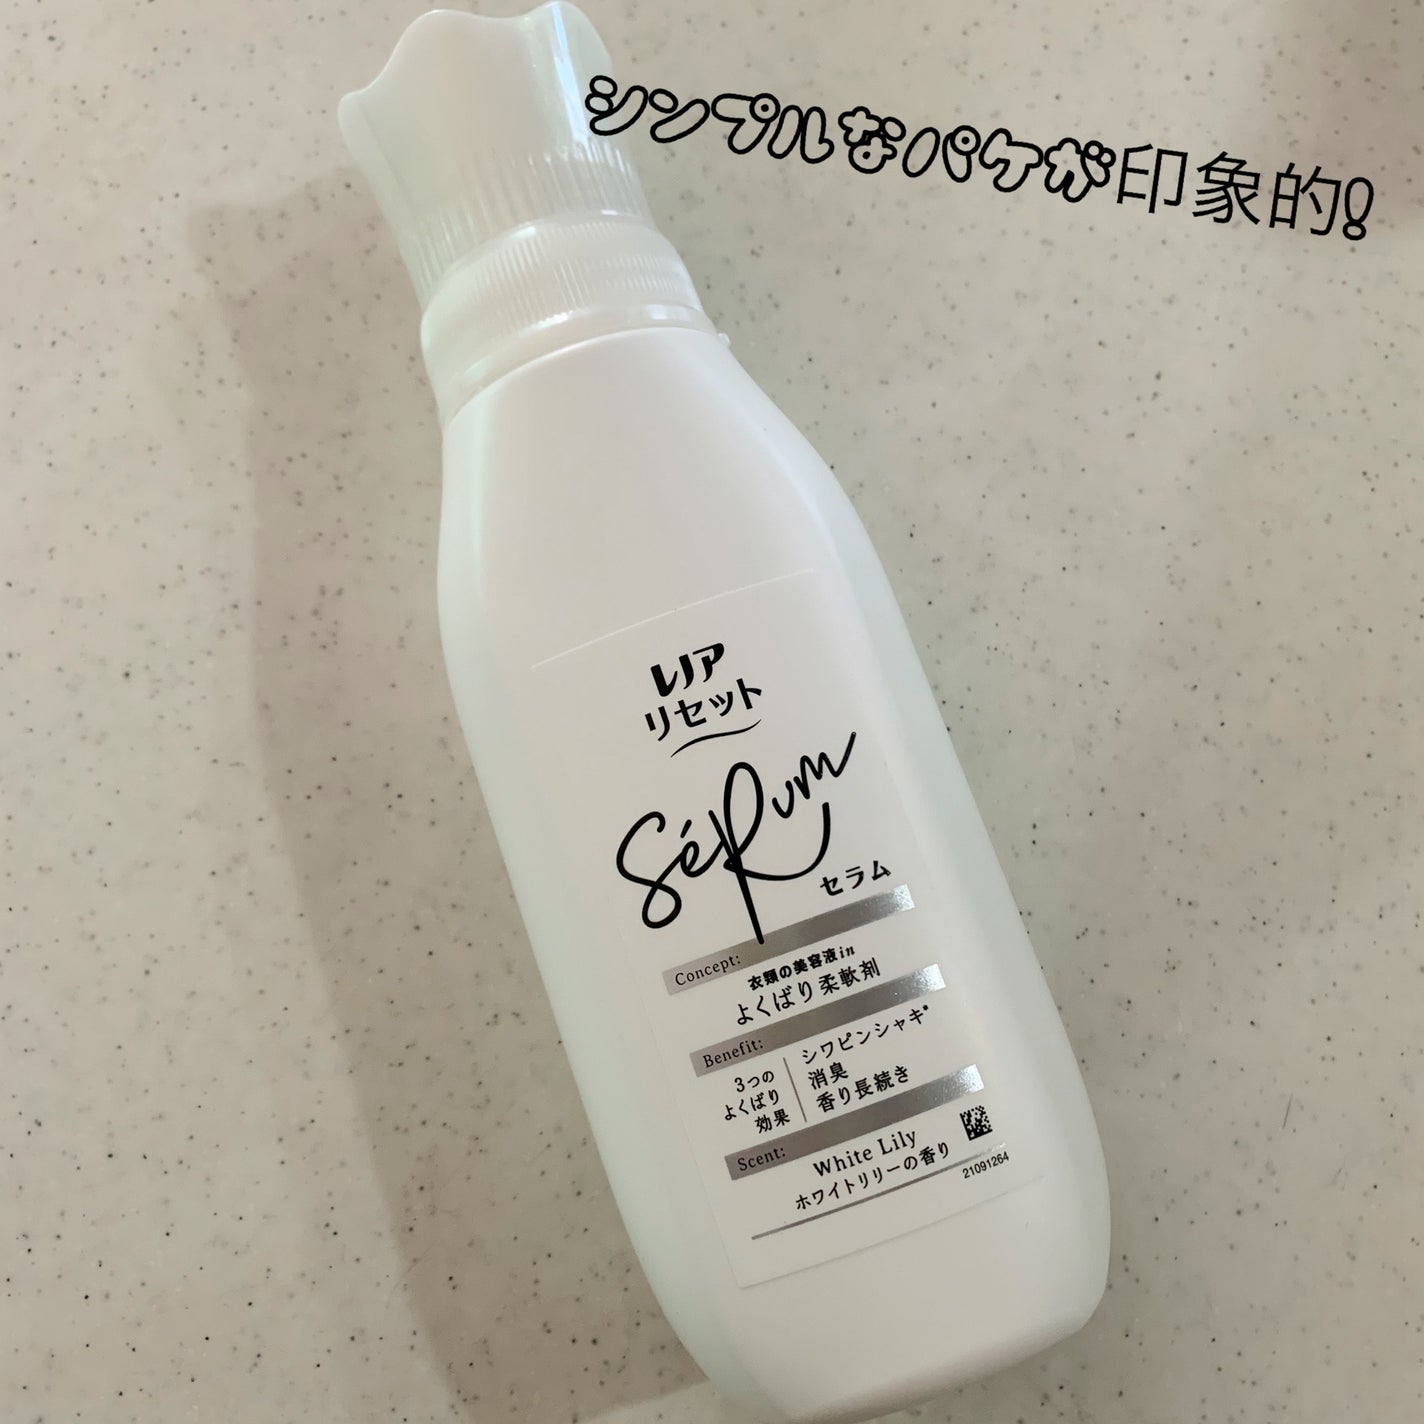 シンプルなパケが印象的!
レノア
リセット
SéRum
セラム
Concept:
衣類の美容液in
よくばり柔軟剤
Benefit:
3つの
よくばり
効果
シワピンシャキ*
消臭
香り長続き
Scent:
White Lily
ホワイトリリーの香り
21091264